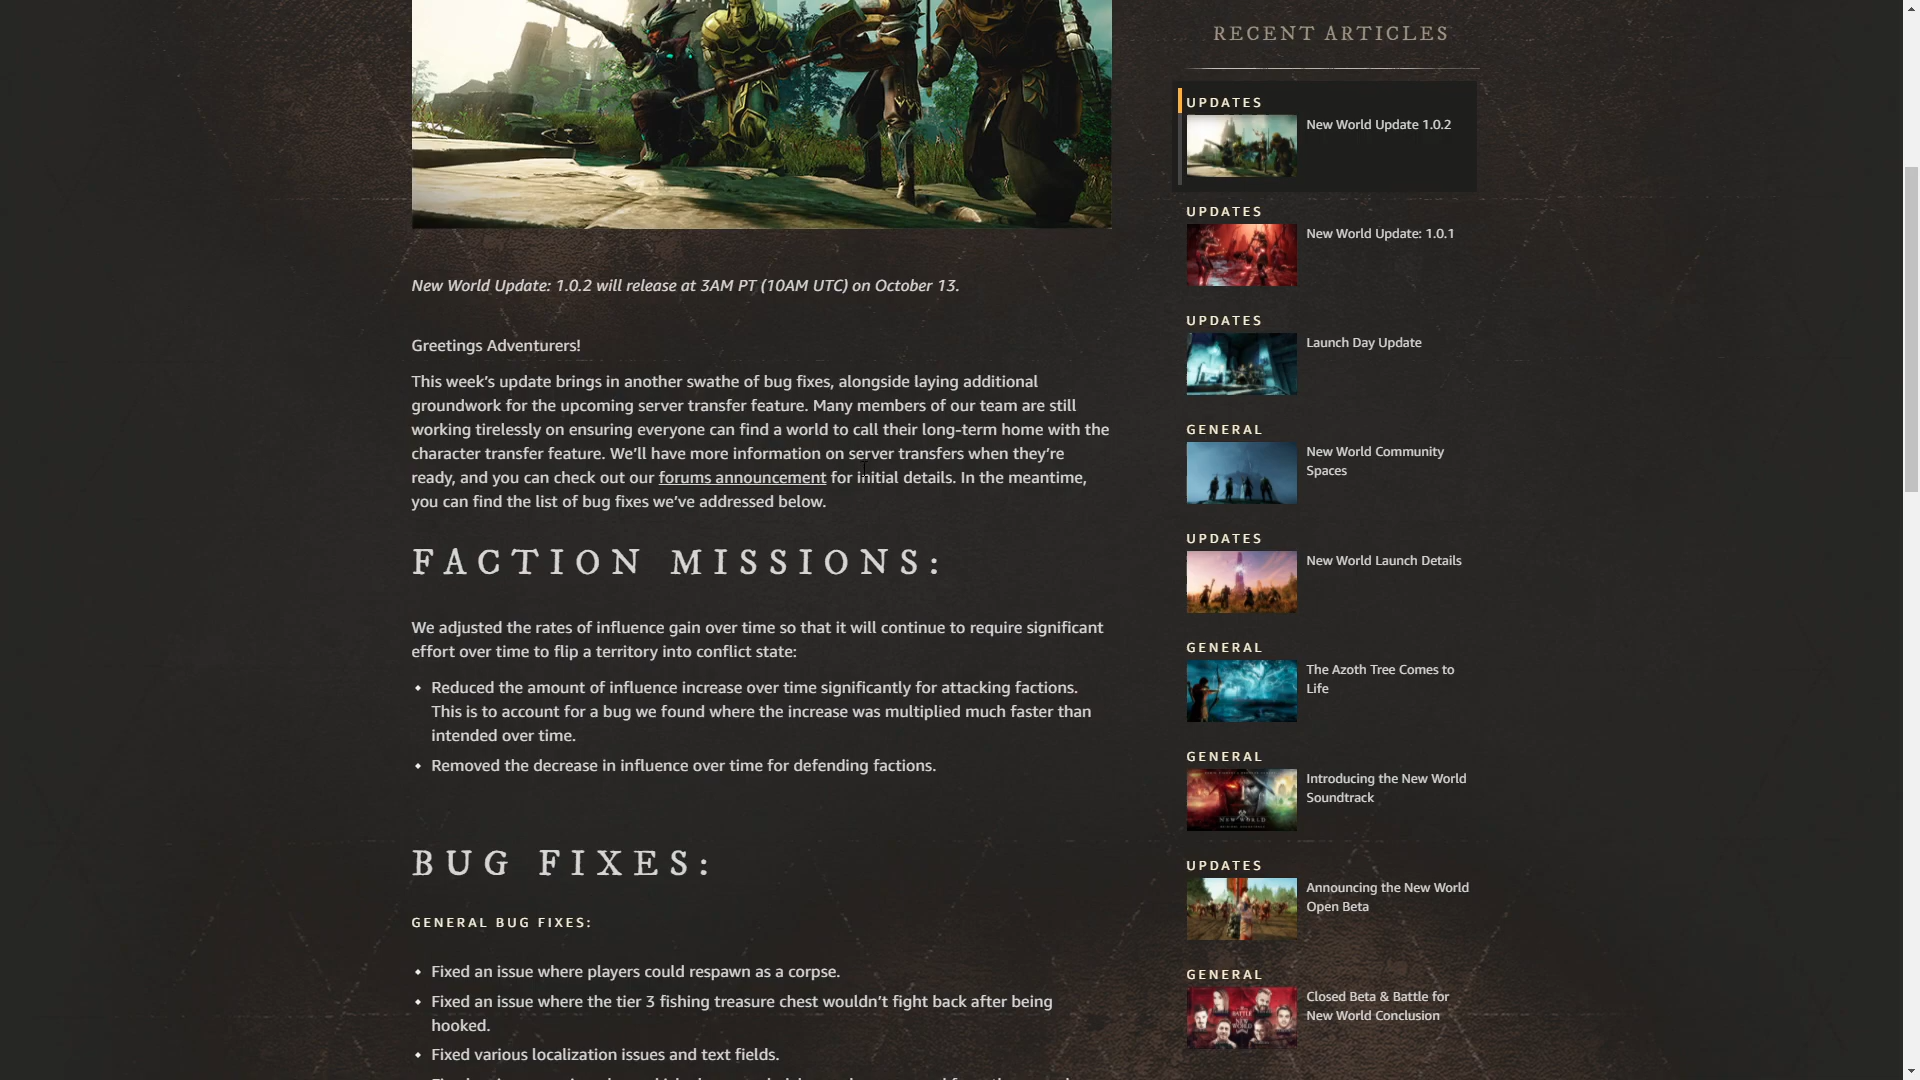 RECENT ARTICLES
UPDATES
New World Update 1.0.2
UPDATES
New World Update: 1.0.1
UPDATES
Launch Day Update
GENERAL
New World Community
Spaces
UPDATES
New World Launch Details
GENERAL
The Azoth Tree Comes to
Life
GENERAL
Introducing the New World
Soundtrack
NEW WORLD
UPDATES
Announcing the New World
Open Beta
GENERAL
Closed Beta & Battle for
New World Conclusion
New World Update: 1.0.2 will release at 3AM PT (10AM UTC) on October 13.
Greetings Adventurers!
This week’s update brings in another swathe of bug fixes, alongside laying additional
groundwork for the upcoming server transfer feature. Many members of our team are still
working tirelessly on ensuring everyone can find a world to call their long-term home with the
character transfer feature. We’ll have more information on server transfers when they’re
ready, and you can check out our forums announcement for initial details. In the meantime,
you can find the list of bug fixes we’ve addressed below.
FACTION MISSIONS:
We adjusted the rates of influence gain over time so that it will continue to require significant
effort over time to flip a territory into conflict state:
Reduced the amount of influence increase over time significantly for attacking factions.
This is to account for a bug we found where the increase was multiplied much faster than
intended over time.
Removed the decrease in influence over time for defending factions.
BUG FIXES:
GENERAL BUG FIXES:
Fixed an issue where players could respawn as a corpse.
Fixed an issue where the tier 3 fishing treasure chest wouldn’t fight back after being
hooked.
Fixed various localization issues and text fields.